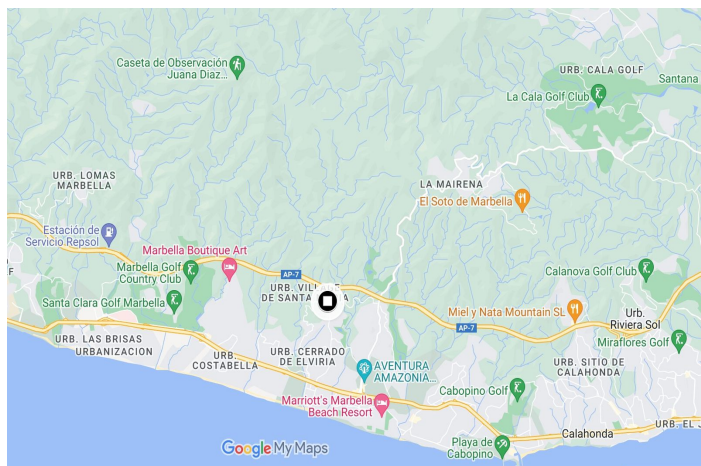 URB. CALA GOLF
Caseta de Observación
Juana Diaz...
Santana
La Cala Golf Club
URB. LOMAS
MARBELLA
LA MAIRENA
El Soto de Marbella
Estación de
Servicio Repsol
Marbella Boutique Art
Marbella Golf
Country Club
AP-7
Calanova Golf Club
URB.
DE SANTA
Santa Clara Golf Marbella
Miel y Nata Mountain SL
Urb.
Riviera Sol
AP-7
URB. LAS BRISAS
URBANIZACION
Miraflores Golf
URB.
COSTABELLA
URB. CERRADO
DE ELVIRIA
AVENTURA
AMAZONIA...
URB. SITIO DE
CALAHONDA
Cabopino Golf
Marriott's Marbella
Beach Resort
URB. EL J
Calahonda
Playa de
Cabopino
Google My Maps